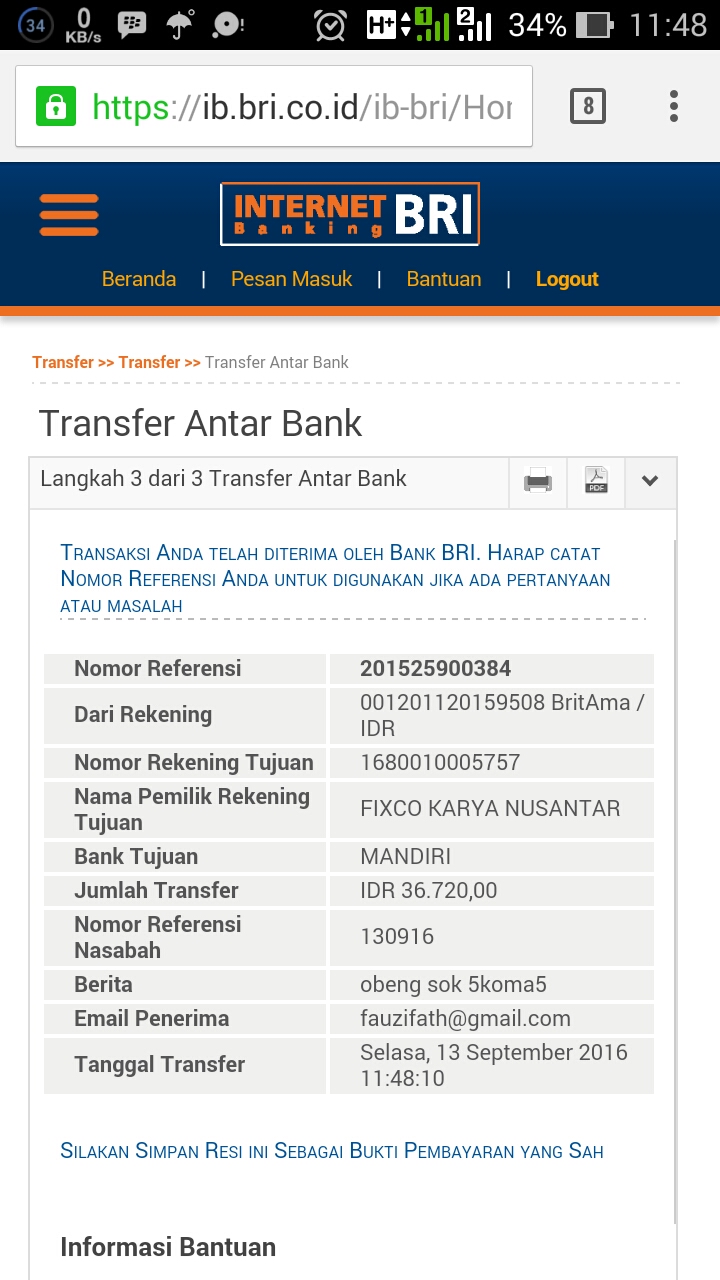 34
0
KB/s
H+
1
2
34%
11:48
https://ib.bri.co.id/ib-bri/Hor
8
INTERNET
Banking
BRI
Beranda | Pesan Masuk | Bantuan | Logout
Transfer >> Transfer >> Transfer Antar Bank
Transfer Antar Bank
Langkah 3 dari 3 Transfer Antar Bank
PDF
Transaksi Anda telah diterima oleh Bank BRI. Harap catat
Nomor Referensi Anda untuk digunakan jika ada pertanyaan
atau masalah
Nomor Referensi 201525900384
Dari Rekening 001201120159508 BritAma /
IDR
Nomor Rekening Tujuan 1680010005757
Nama Pemilik Rekening
Tujuan
FIXCO KARYA NUSANTAR
Bank Tujuan MANDIRI
Jumlah Transfer IDR 36.720,00
Nomor Referensi
Nasabah
130916
Berita obeng sok 5koma5
Email Penerima fauzifath@gmail.com
Tanggal Transfer Selasa, 13 September 2016
11:48:10
Silakan Simpan Resi ini Sebagai Bukti Pembayaran yang Sah
Informasi Bantuan